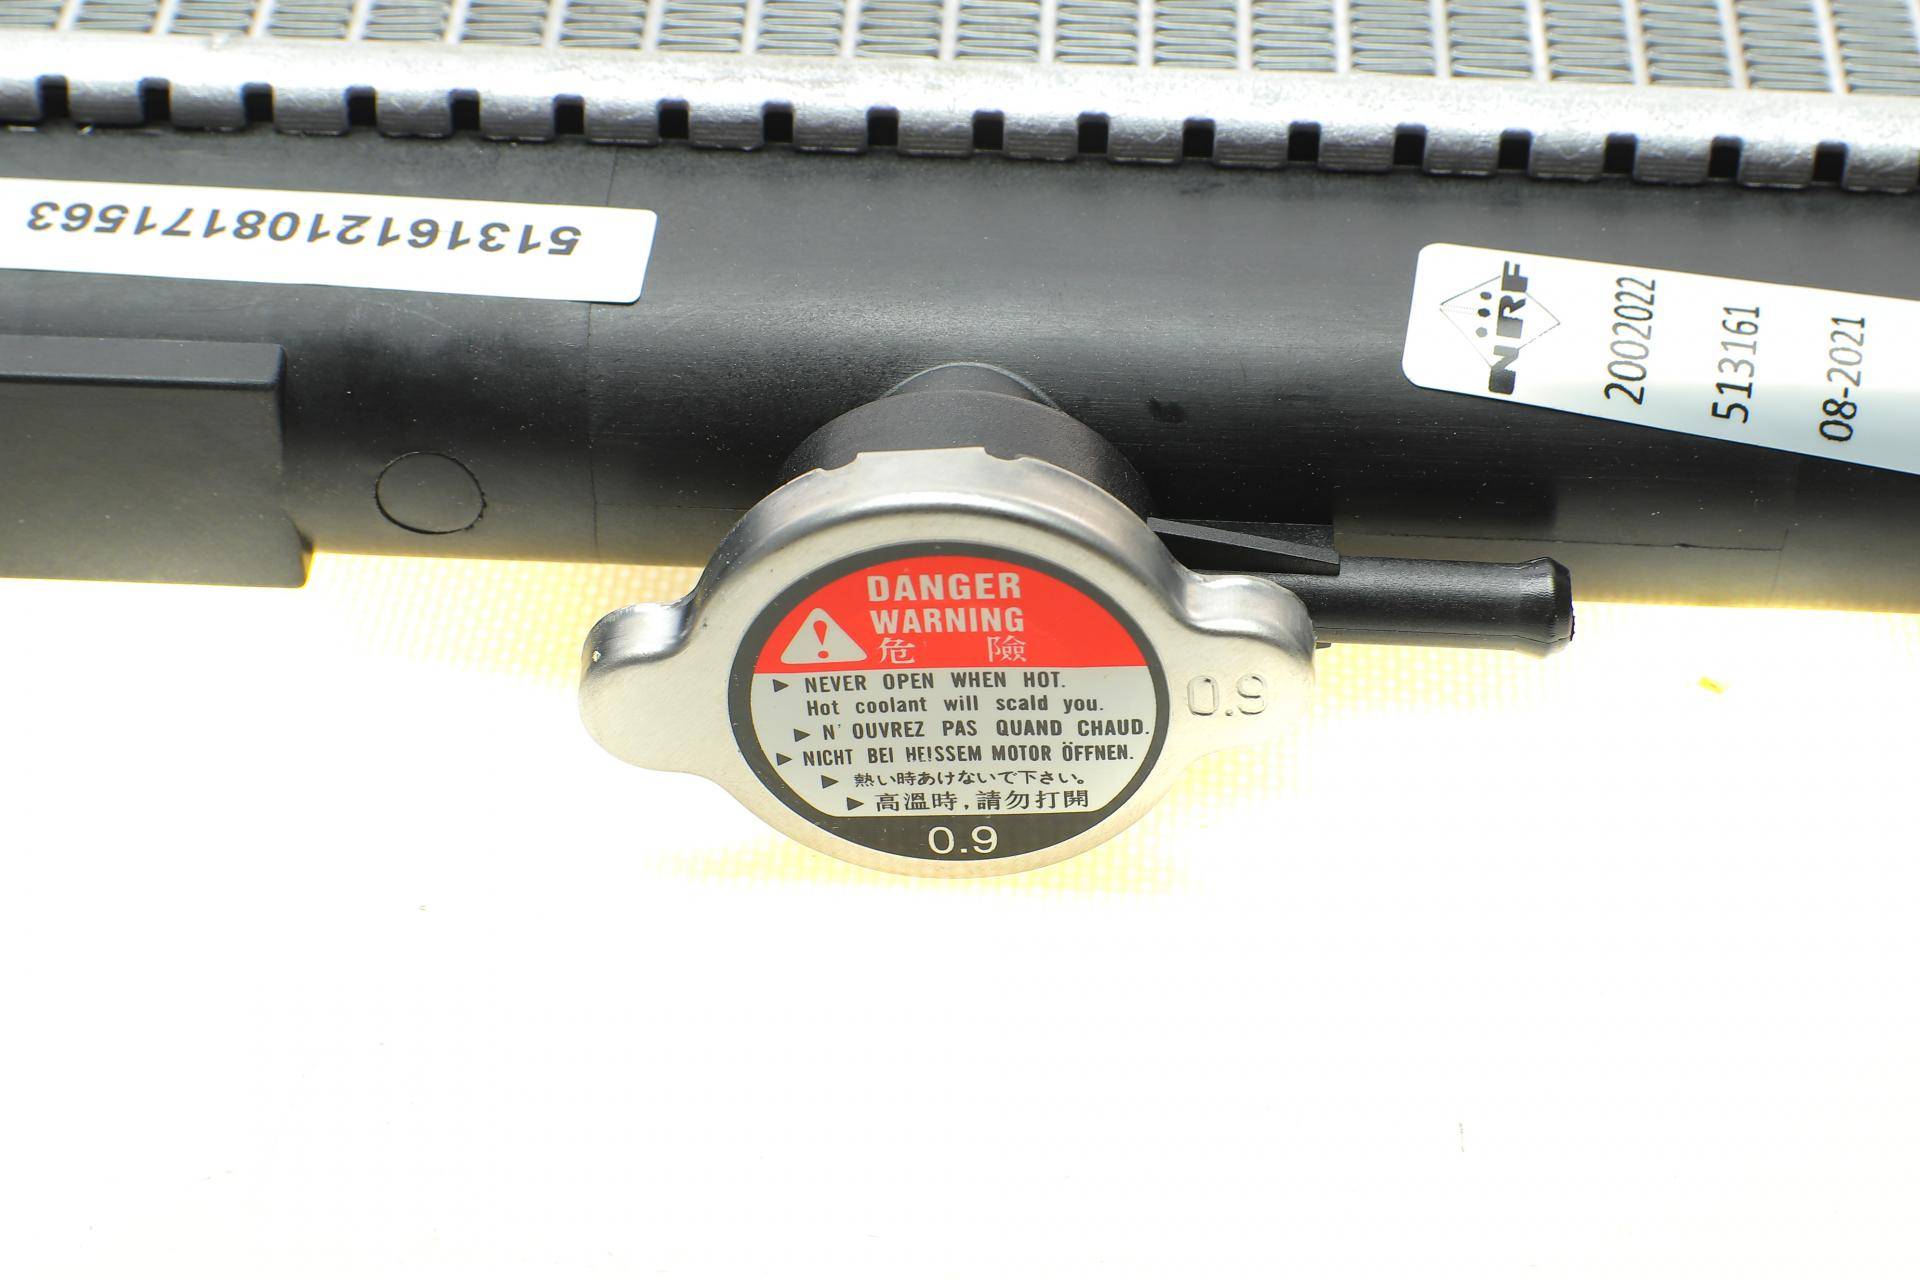 5131612108171563
NRF
2002022
513161
08-2021
DANGER
WARNING
危 險
▶ NEVER OPEN WHEN HOT.
Hot coolant will scald you.
▶ N' OUVREZ PAS QUAND CHAUD.
▶ NICHT BEI HEISSEM MOTOR ÖFFNEN.
▶ 熱い時あけないで下さい。
▶ 高溫時,請勿打開
0.9
0.9